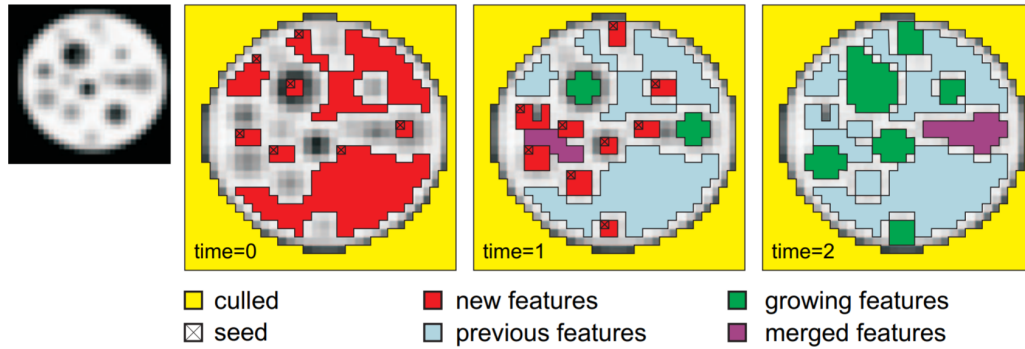 time=0
time=1
time=2
culled
new features
growing features
seed
previous features
merged features